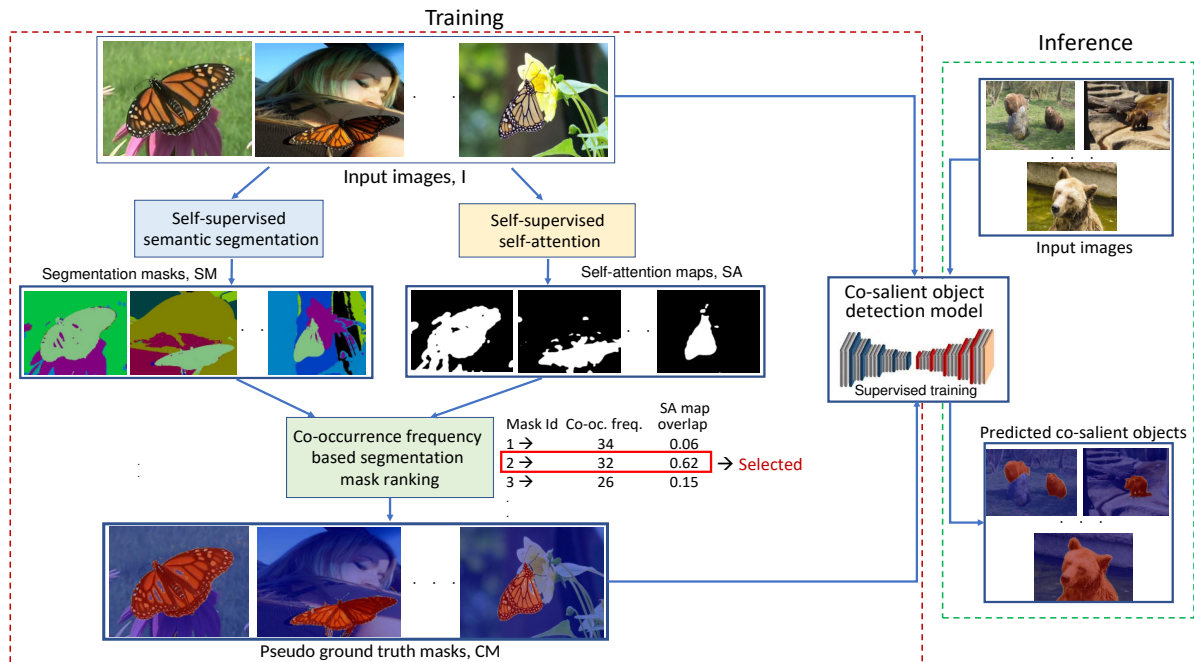 Training
Inference
Input images, I
Self-supervised
semantic segmentation
Self-supervised
self-attention
Segmentation masks, SM
Self-attention maps, SA
Co-occurrence frequency
based segmentation
mask ranking
Mask Id Co-oc. freq. SA map
overlap
1 → 34 0.06
2 → 32 0.62 → Selected
3 → 26 0.15
Pseudo ground truth masks, CM
Input images
Co-salient object
detection model
Supervised training
Predicted co-salient objects